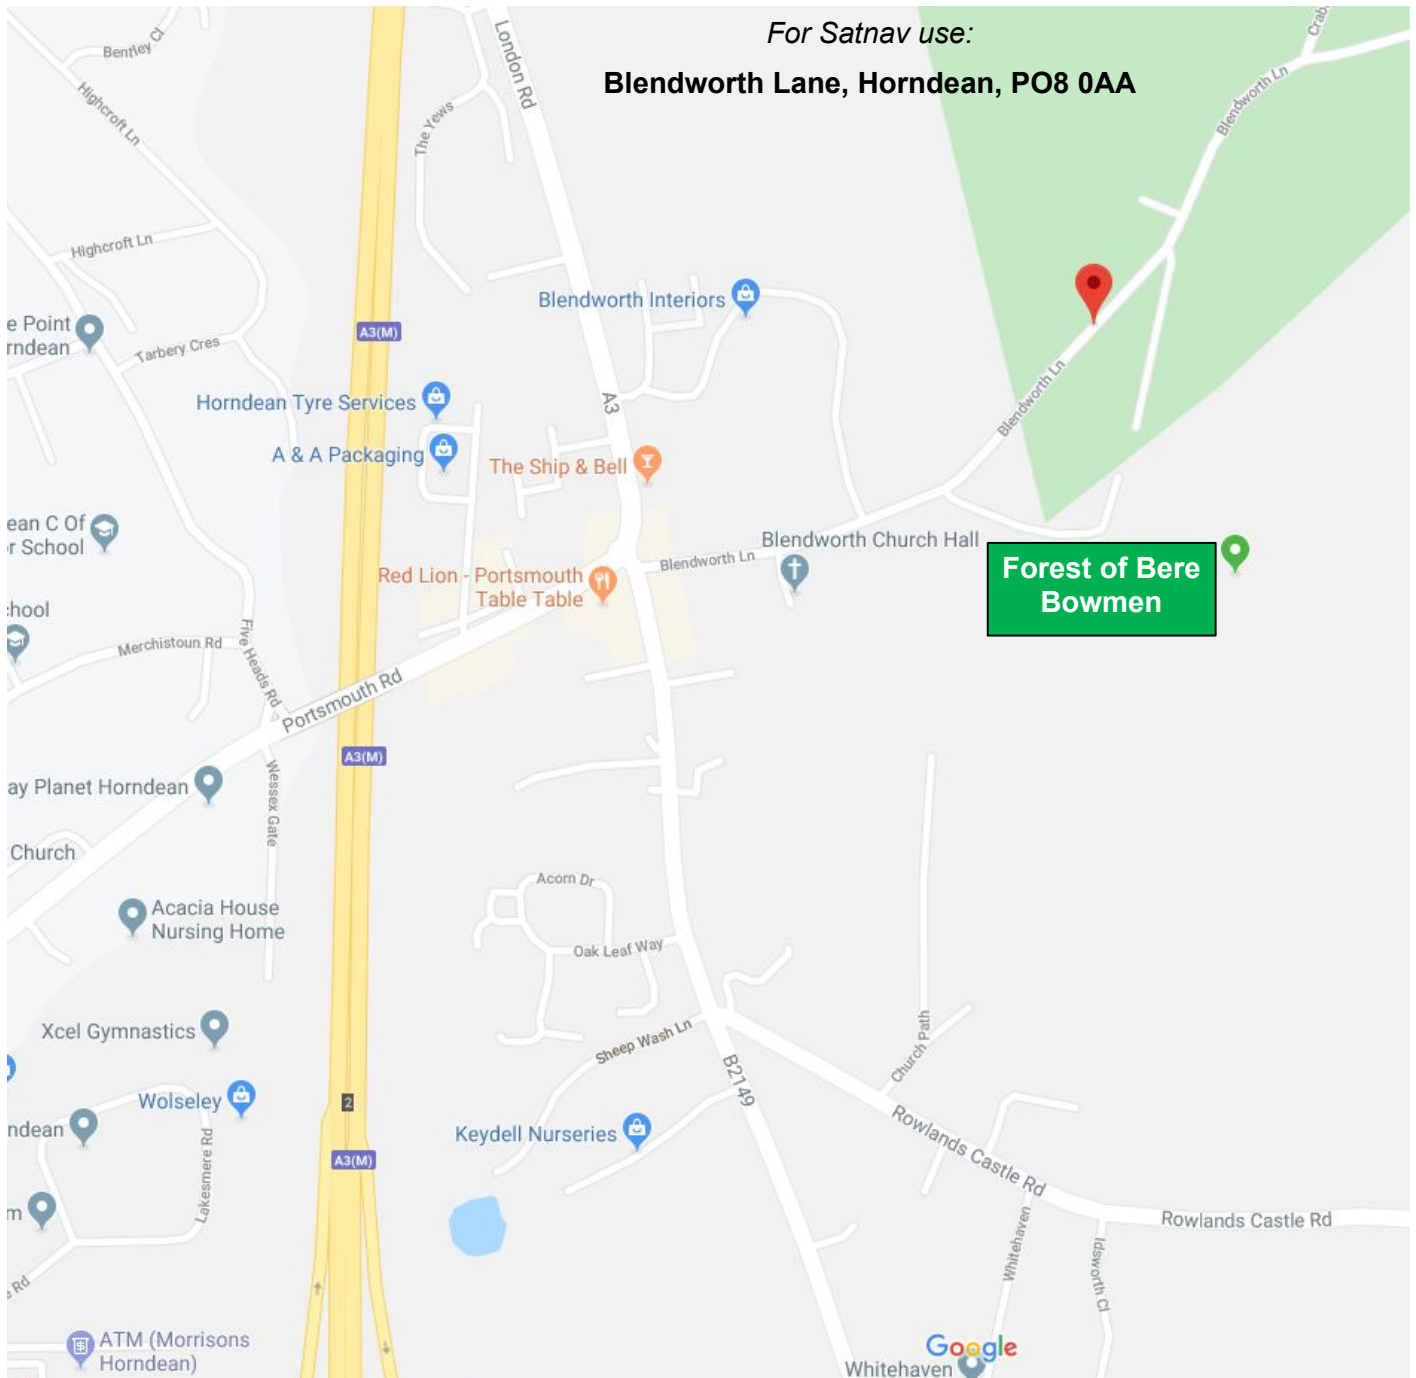 For Satnav use:
Blendworth Lane, Horndean, PO8 0AA
Bentley Cl
London Rd
Crab
Highcroft Ln
The Yews
Blendworth Ln
Highcroft Ln
Blendworth Interiors
e Point
rndean
A3(M)
Tarbery Cres
Horndean Tyre Services
A3
Blendworth Ln
A & A Packaging
The Ship & Bell
ean C Of
r School
Blendworth Church Hall
Blendworth Ln
Forest of Bere
Bowmen
Red Lion - Portsmouth
Table Table
hool
Merchistoun Rd
Five Heads Rd
Portsmouth Rd
A3(M)
ay Planet Horndean
Wessex Gate
Church
Acorn Dr
Acacia House
Nursing Home
Oak Leaf Way
Xcel Gymnastics
Sheep Wash Ln
Church Path
B2149
Wolseley
2
ndean
Keydell Nurseries
Rowlands Castle Rd
A3(M)
Lakesmere Rd
m
Rowlands Castle Rd
Whitehaven
Idsworth Cl
e Rd
ATM (Morrisons
Horndean)
Google
Whitehaven